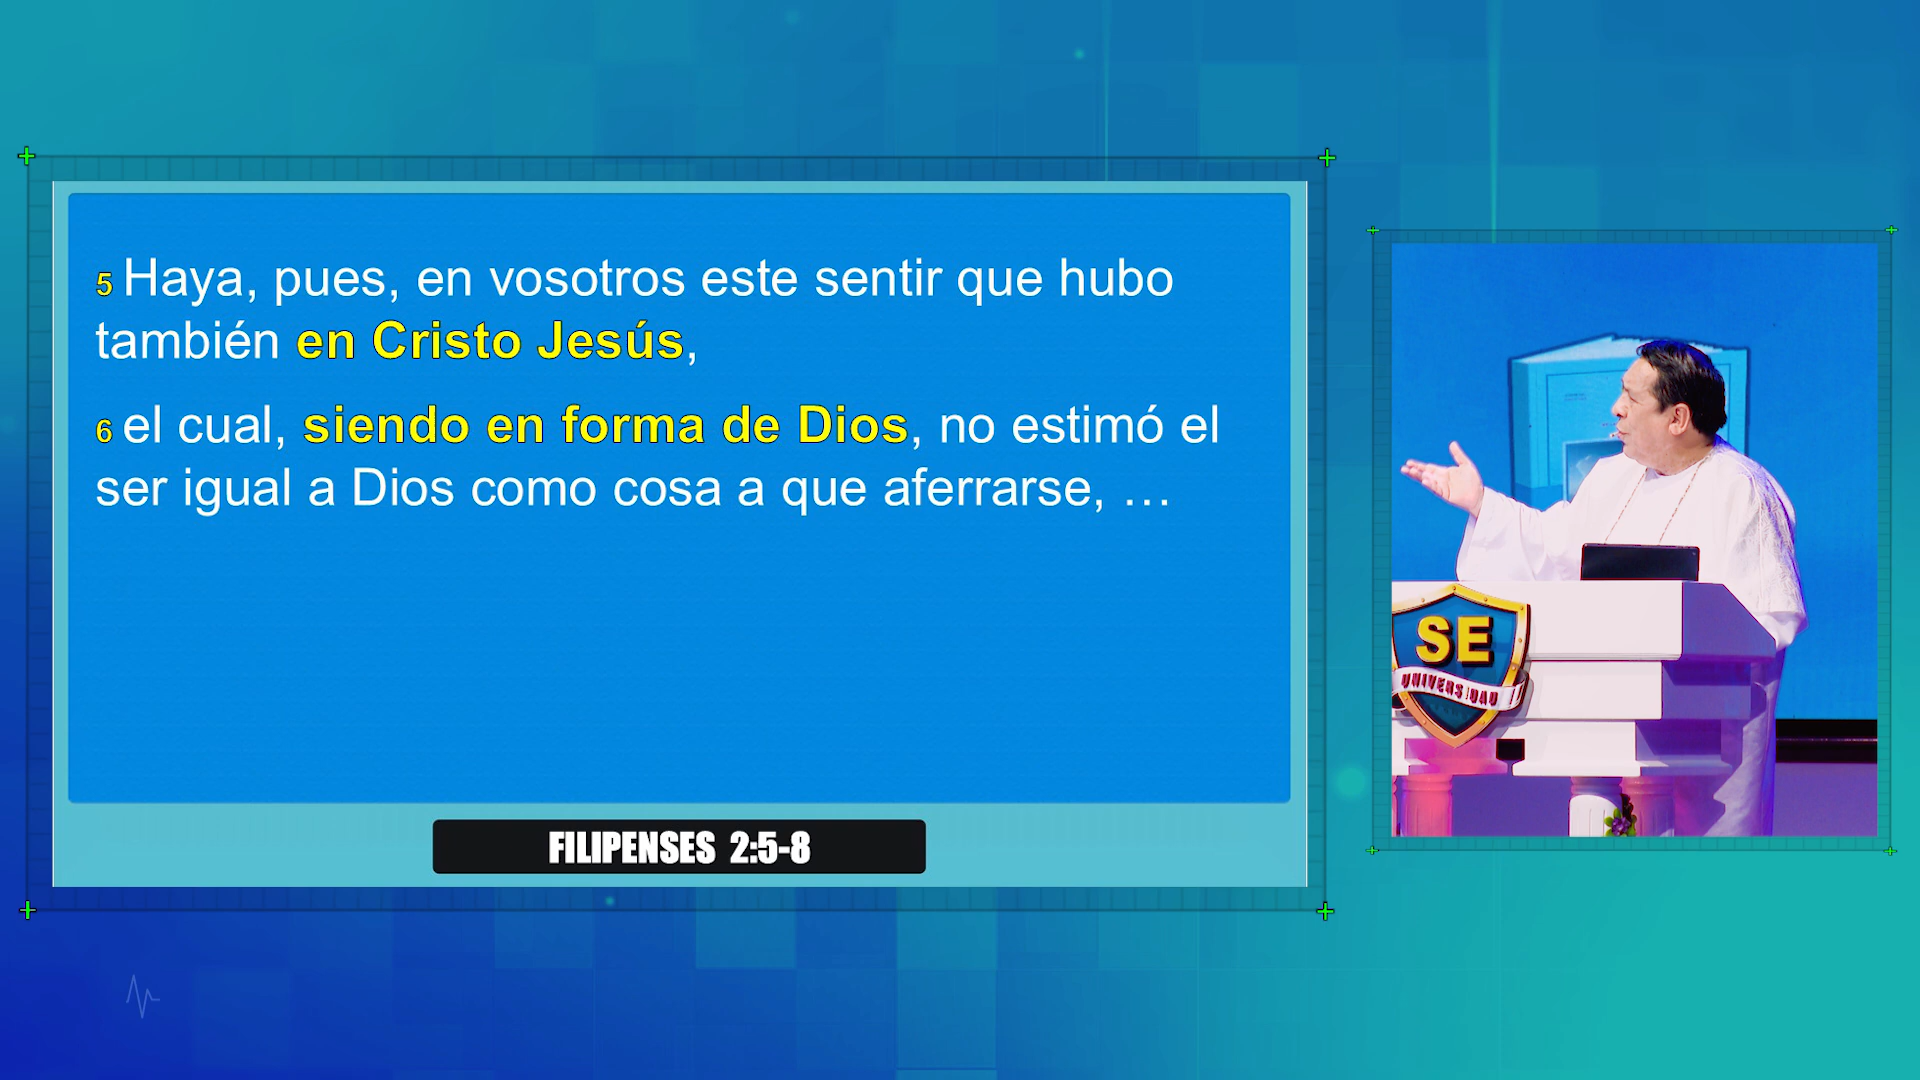 5 Haya, pues, en vosotros este sentir que hubo
también en Cristo Jesús,
6 el cual, siendo en forma de Dios, no estimó el
ser igual a Dios como cosa a que aferrarse, …
FILIPENSES 2:5-8
SE
UNIVERSIDAD